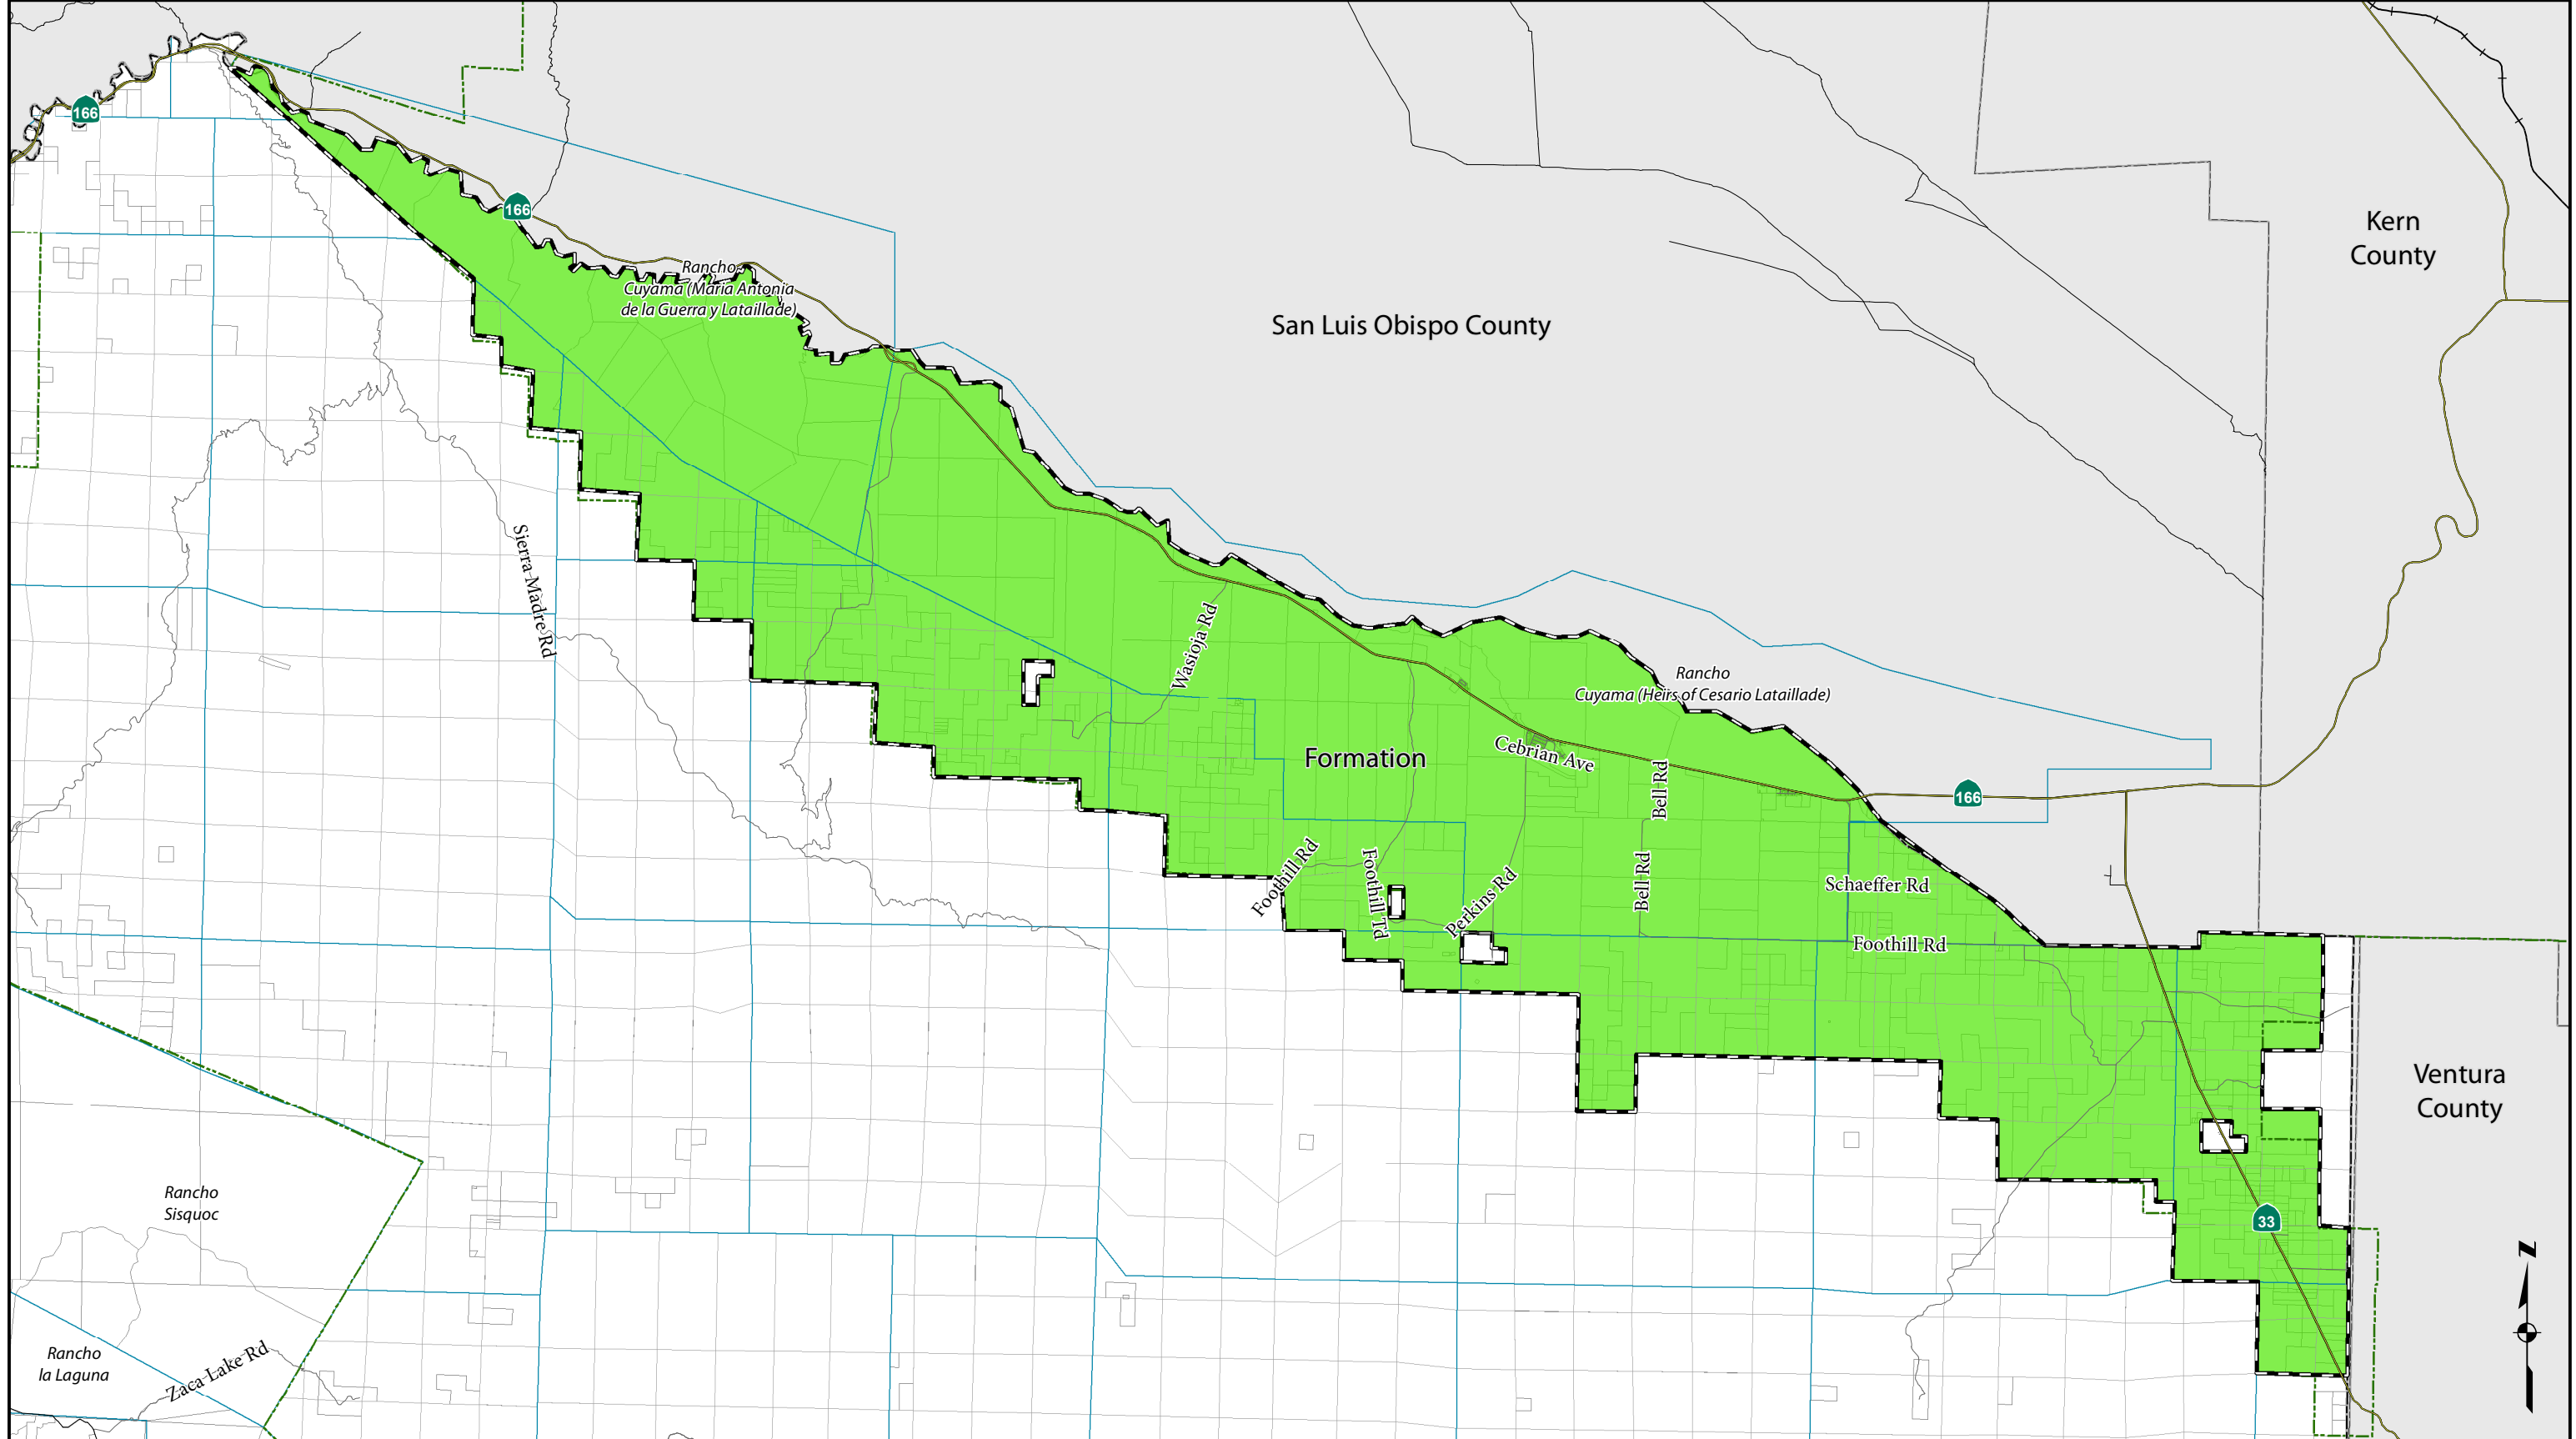 166
166
Kern
County
Rancho
Cuyama (Maria Antonia
de la Guerra y Lataillade)
San Luis Obispo County
Sierra Madre Rd
Wasioja Rd
Rancho
Cuyama (Heirs of Cesario Lataillade)
Formation
Cebrian Ave
Bell Rd
166
Foothill Rd
Foothill Td
Perkins Rd
Bell Rd
Schaeffer Rd
Foothill Rd
Ventura
County
Rancho
Sisquoc
33
N
Rancho
la Laguna
Zaca Lake Rd